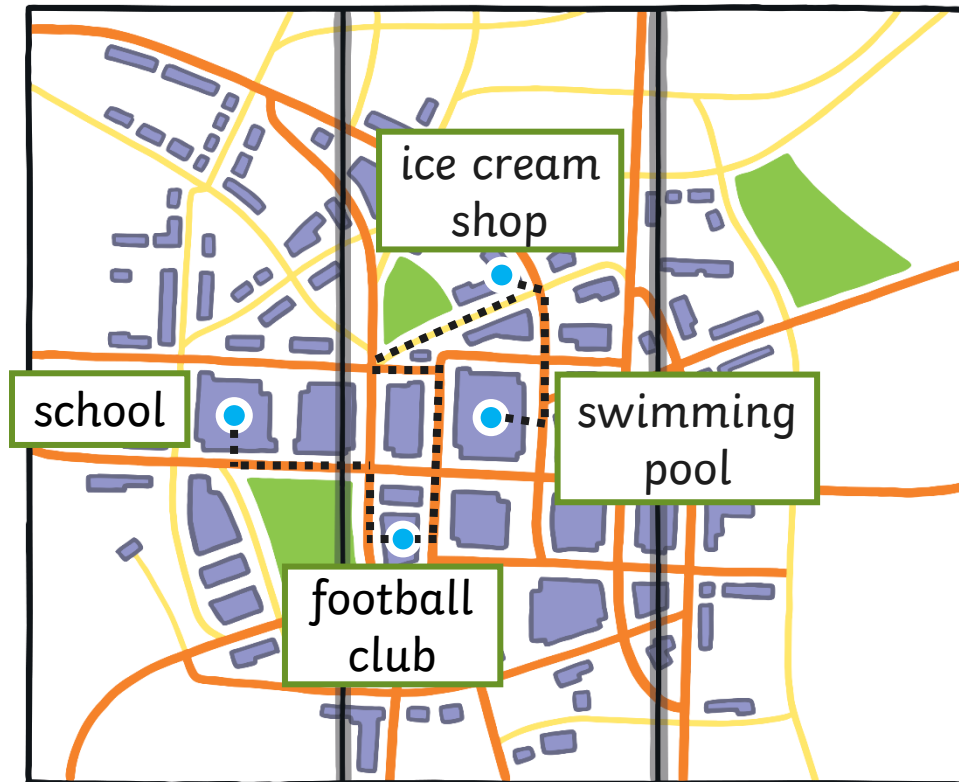 ice cream
shop
school
swimming
pool
football
club